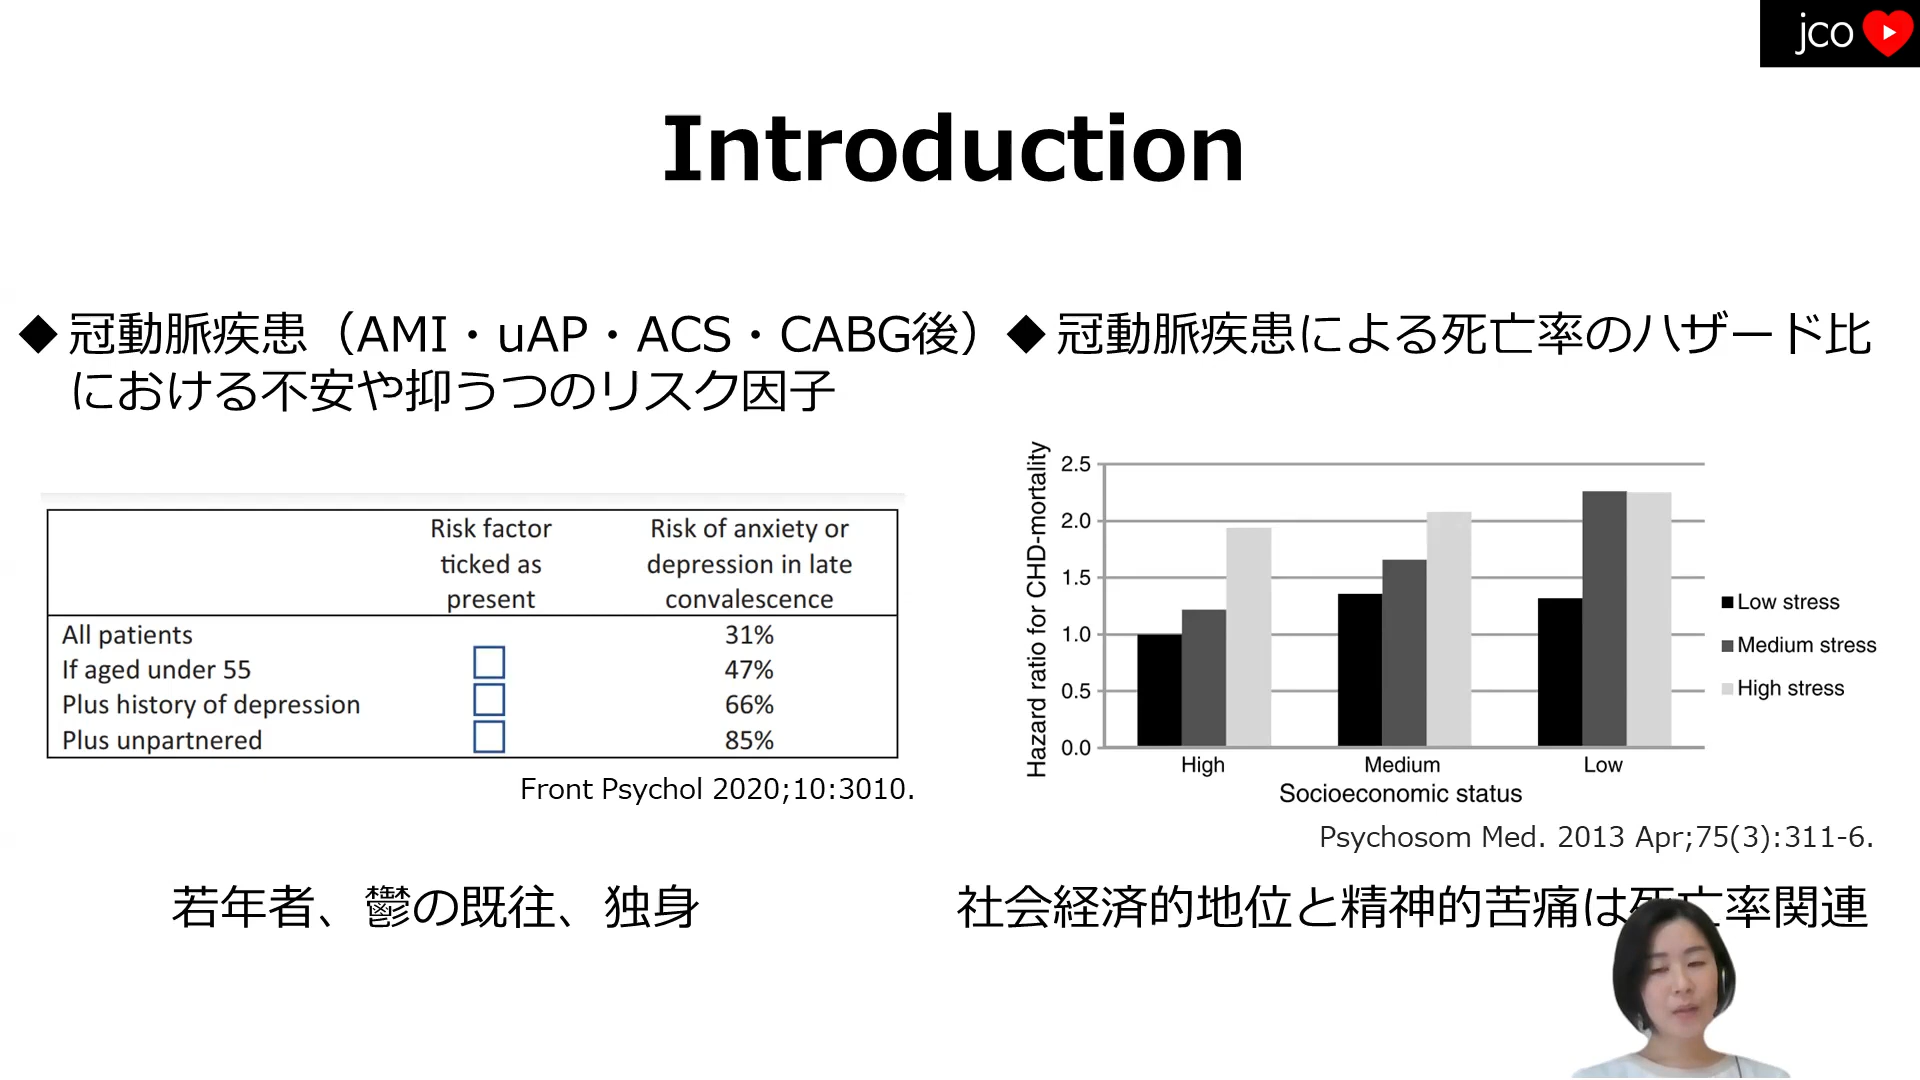 jco
Introduction
◆ 冠動脈疾患（AMI・uAP・ACS・CABG後）
における不安や抑うつのリスク因子
Risk factor ticked as present
Risk of anxiety or depression in late convalescence
All patients 31%
If aged under 55 47%
Plus history of depression 66%
Plus unpartnered 85%
Front Psychol 2020;10:3010.
若年者、鬱の既往、独身
◆ 冠動脈疾患による死亡率のハザード比
Hazard ratio for CHD-mortality
2.5
2.0
1.5
1.0
0.5
0.0
High Medium Low
Socioeconomic status
Low stress
Medium stress
High stress
Psychosom Med. 2013 Apr;75(3):311-6.
社会経済的地位と精神的苦痛は死亡率関連